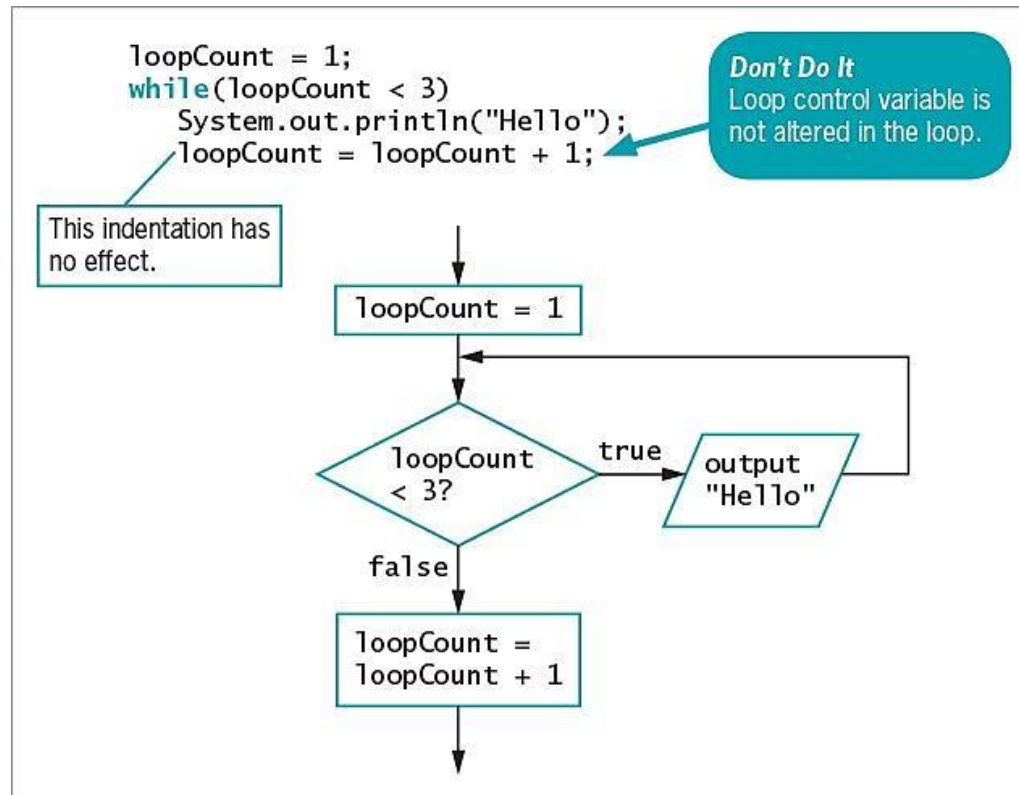 loopCount = 1;
while(loopCount < 3)
System.out.println("Hello");
loopCount = loopCount + 1;
Don't Do It
Loop control variable is
not altered in the loop.
This indentation has
no effect.
loopCount = 1
loopCount
< 3?
true
output
"Hello"
false
loopCount =
loopCount + 1